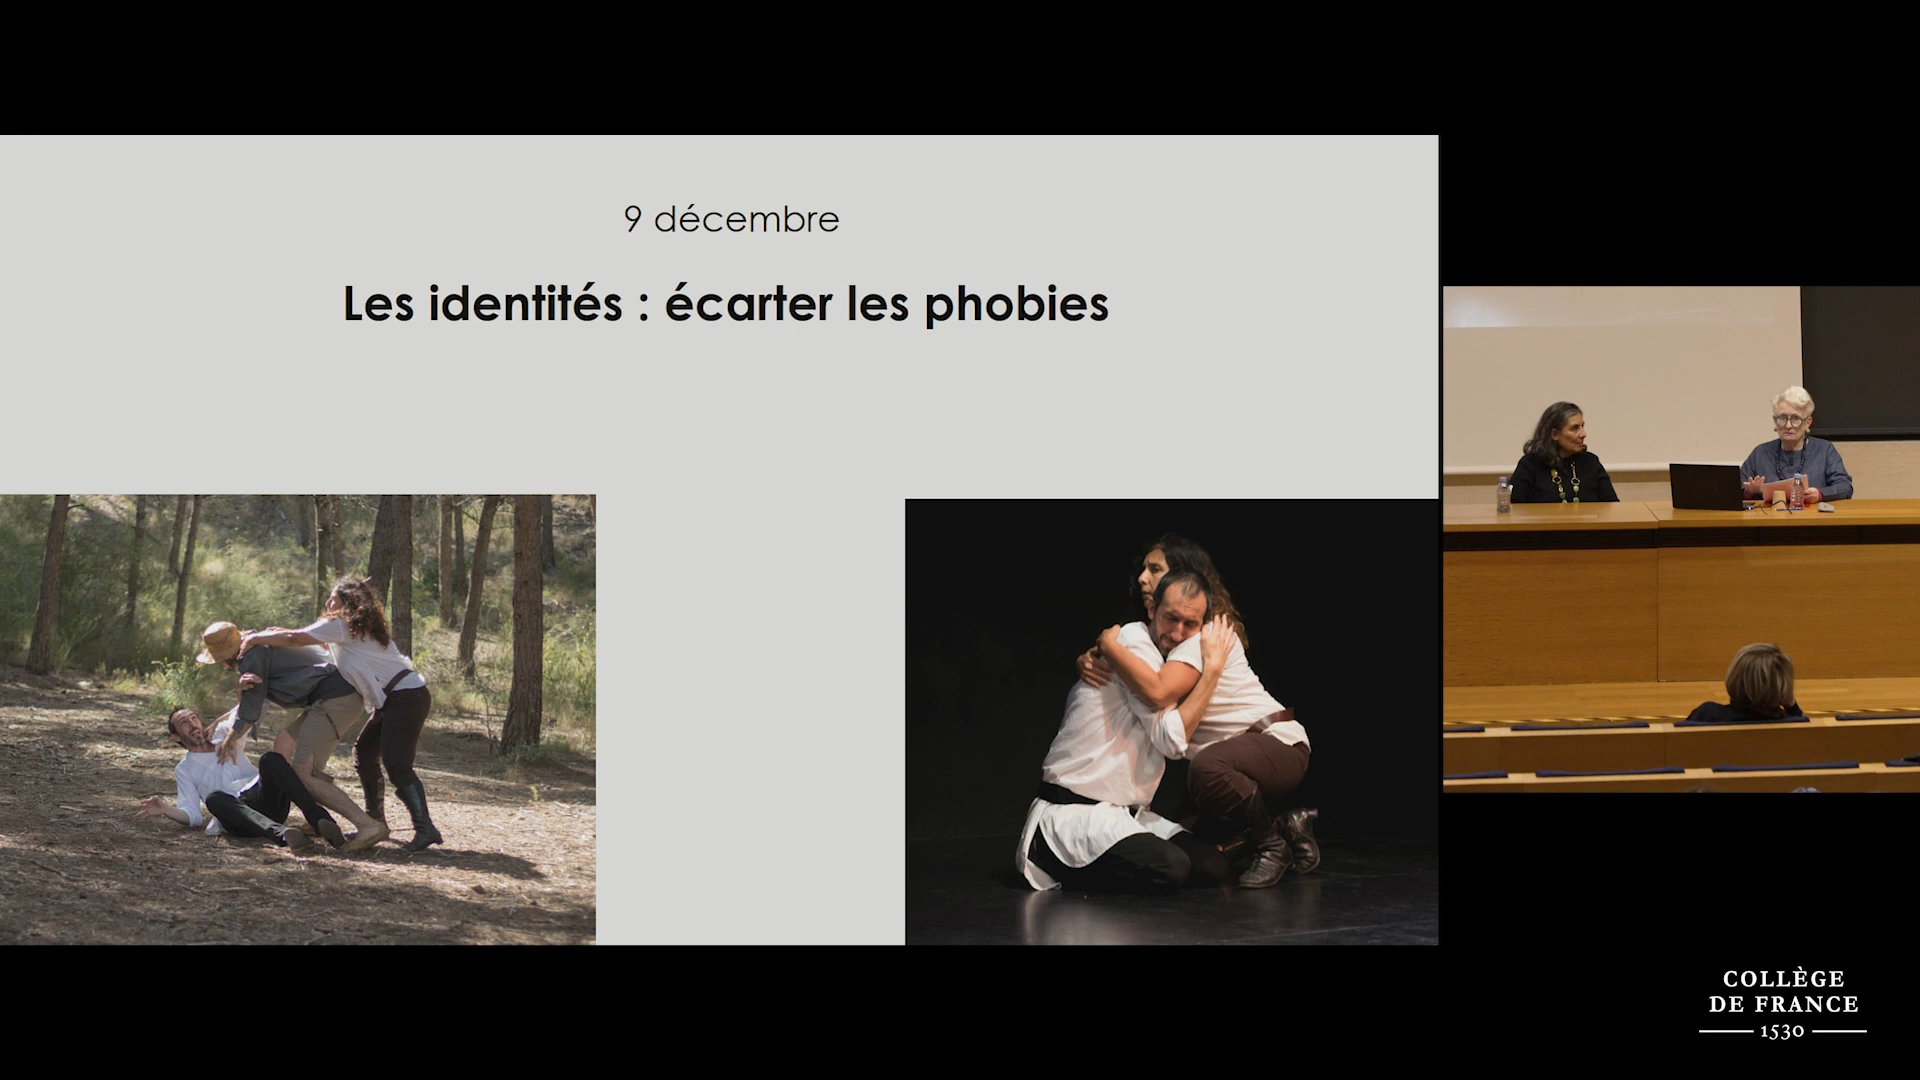 9 décembre
Les identités : écarter les phobies
COLLÈGE
DE FRANCE
1530